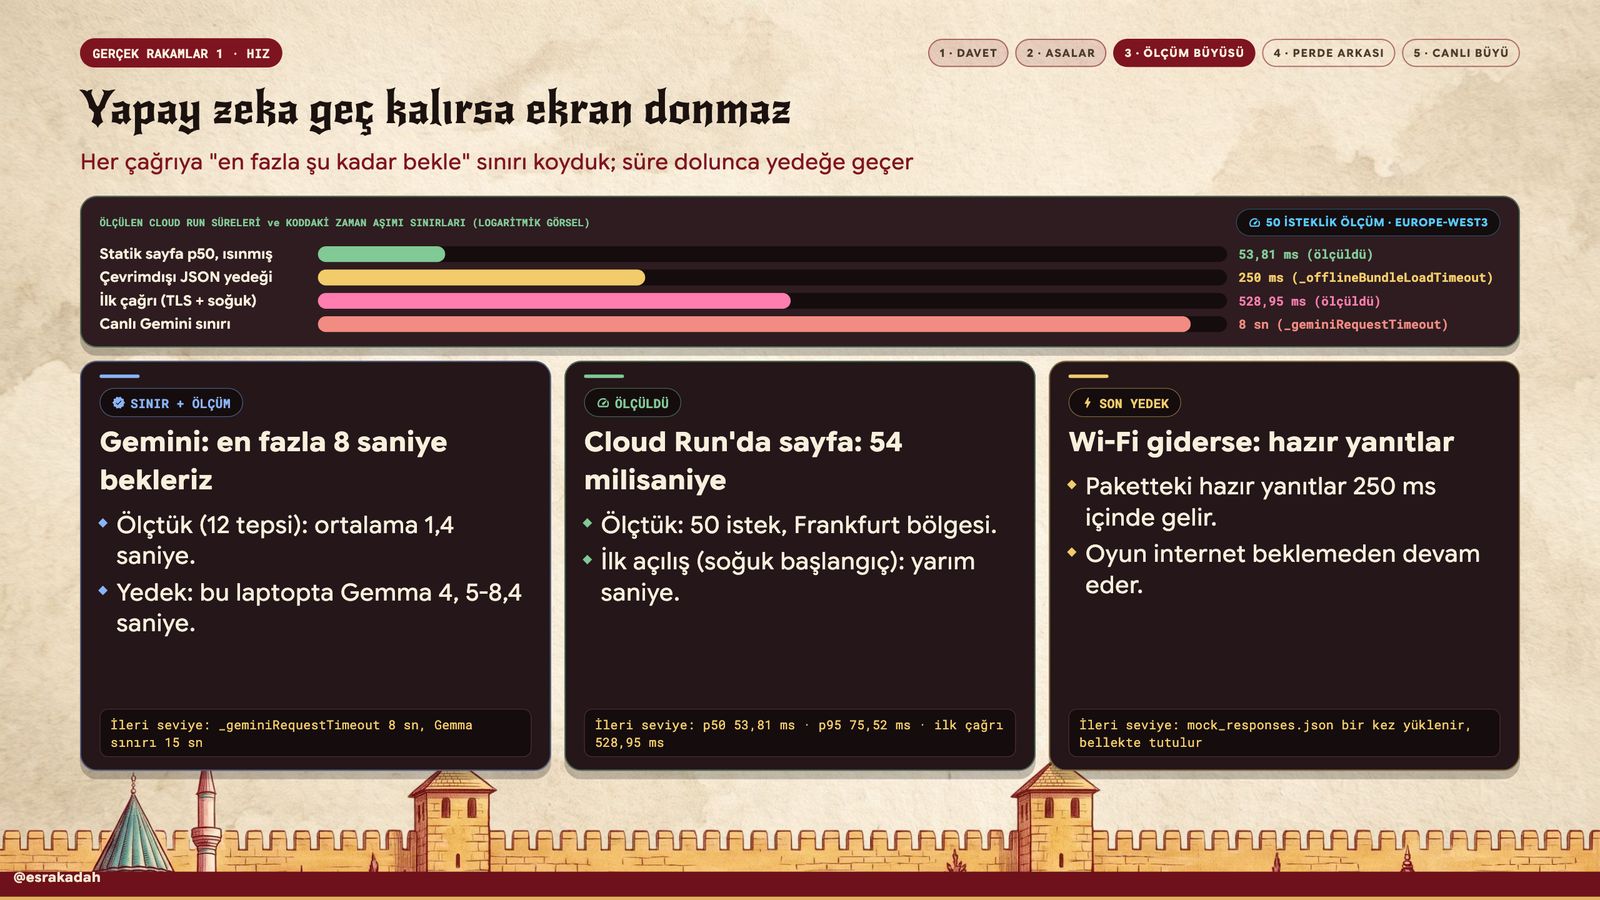 GERÇEK RAKAMLAR 1 · HIZ
1 · DAVET
2 · ASALAR
3 · ÖLÇÜM BÜYÜSÜ
4 · PERDE ARKASI
5 · CANLI BÜYÜ
Yapay zeka geç kalırsa ekran donmaz
Her çağrıya "en fazla şu kadar bekle" sınırı koyduk; süre dolunca yedeğe geçer
ÖLÇÜLEN CLOUD RUN SÜRELERİ ve KODDAKİ ZAMAN AŞIMI SINIRLARI (LOGARİTMİK GÖRSEL)
50 İSTEKLİK ÖLÇÜM · EUROPE-WEST3
Statik sayfa p50, ısınmış
53,81 ms (ölçüldü)
Çevrimdışı JSON yedeği
250 ms (_offlineBundleLoadTimeout)
İlk çağrı (TLS + soğuk)
528,95 ms (ölçüldü)
Canlı Gemini sınırı
8 sn (_geminiRequestTimeout)
SINIR + ÖLÇÜM
Gemini: en fazla 8 saniye
bekleriz
Ölçtük (12 tepsi): ortalama 1,4
saniye.
Yedek: bu laptopta Gemma 4, 5-8,4
saniye.
İleri seviye: _geminiRequestTimeout 8 sn, Gemma
sınırı 15 sn
ÖLÇÜLDÜ
Cloud Run'da sayfa: 54
milisaniye
Ölçtük: 50 istek, Frankfurt bölgesi.
İlk açılış (soğuk başlangıç): yarım
saniye.
İleri seviye: p50 53,81 ms · p95 75,52 ms · ilk çağrı
528,95 ms
SON YEDEK
Wi-Fi giderse: hazır yanıtlar
Paketteki hazır yanıtlar 250 ms
içinde gelir.
Oyun internet beklemeden devam
eder.
İleri seviye: mock_responses.json bir kez yüklenir,
bellekte tutulur
@esrakadah